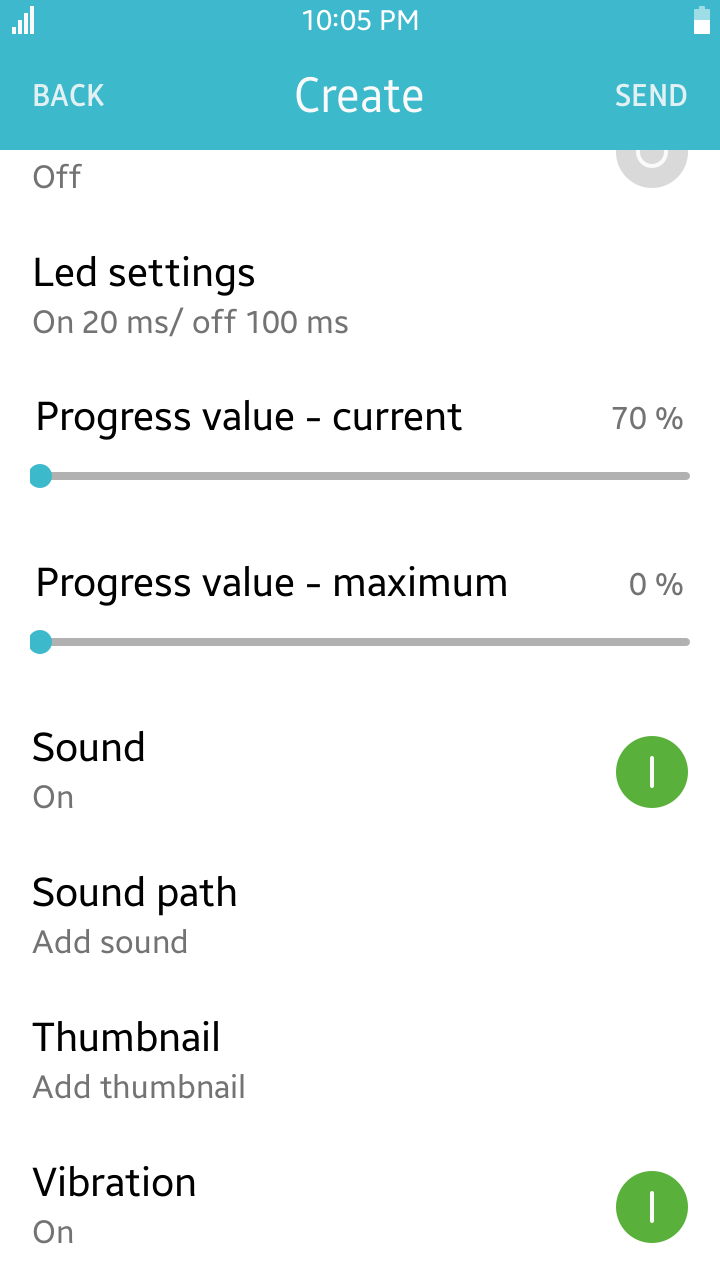 10:05 PM
BACK Create SEND
Off
Led settings
On 20 ms/ off 100 ms
Progress value - current 70 %
Progress value - maximum 0 %
Sound
On
Sound path
Add sound
Thumbnail
Add thumbnail
Vibration
On